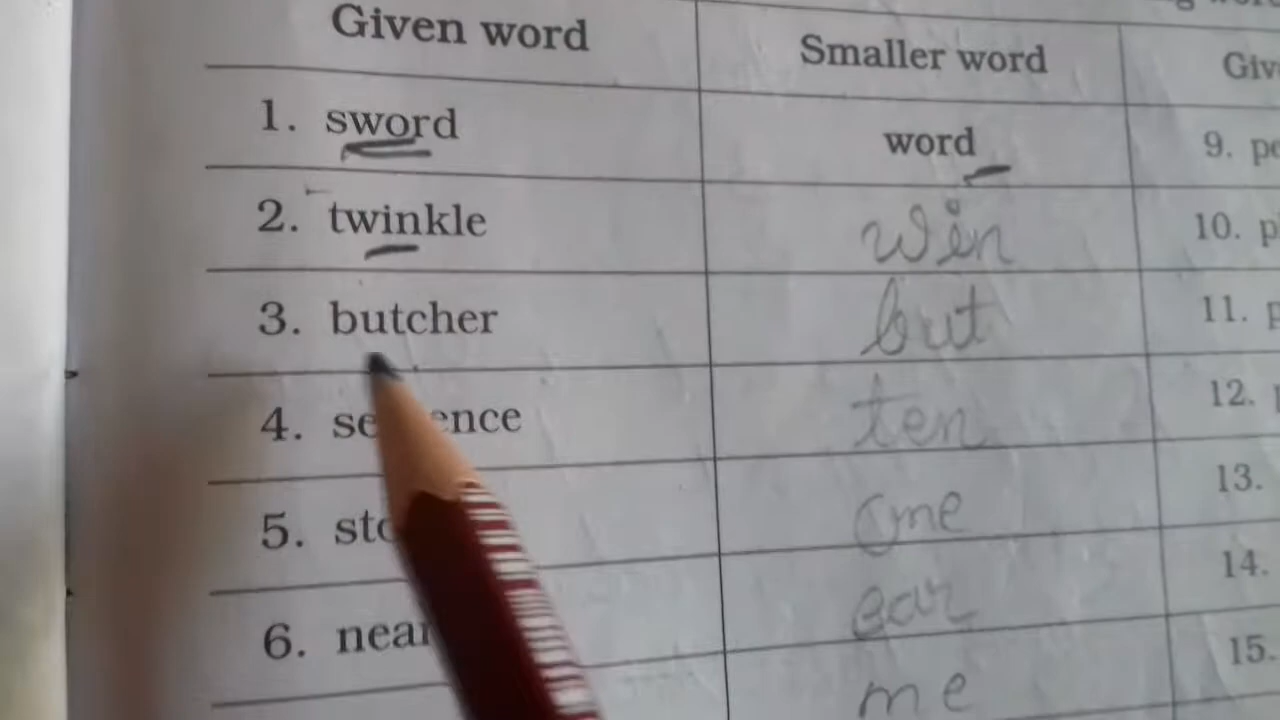 Given word Smaller word
1. sword word 9.
2. twinkle win 10.
3. butcher but 11.
4. ten 12.
5. one 13.
6. ear 14.
me 15.